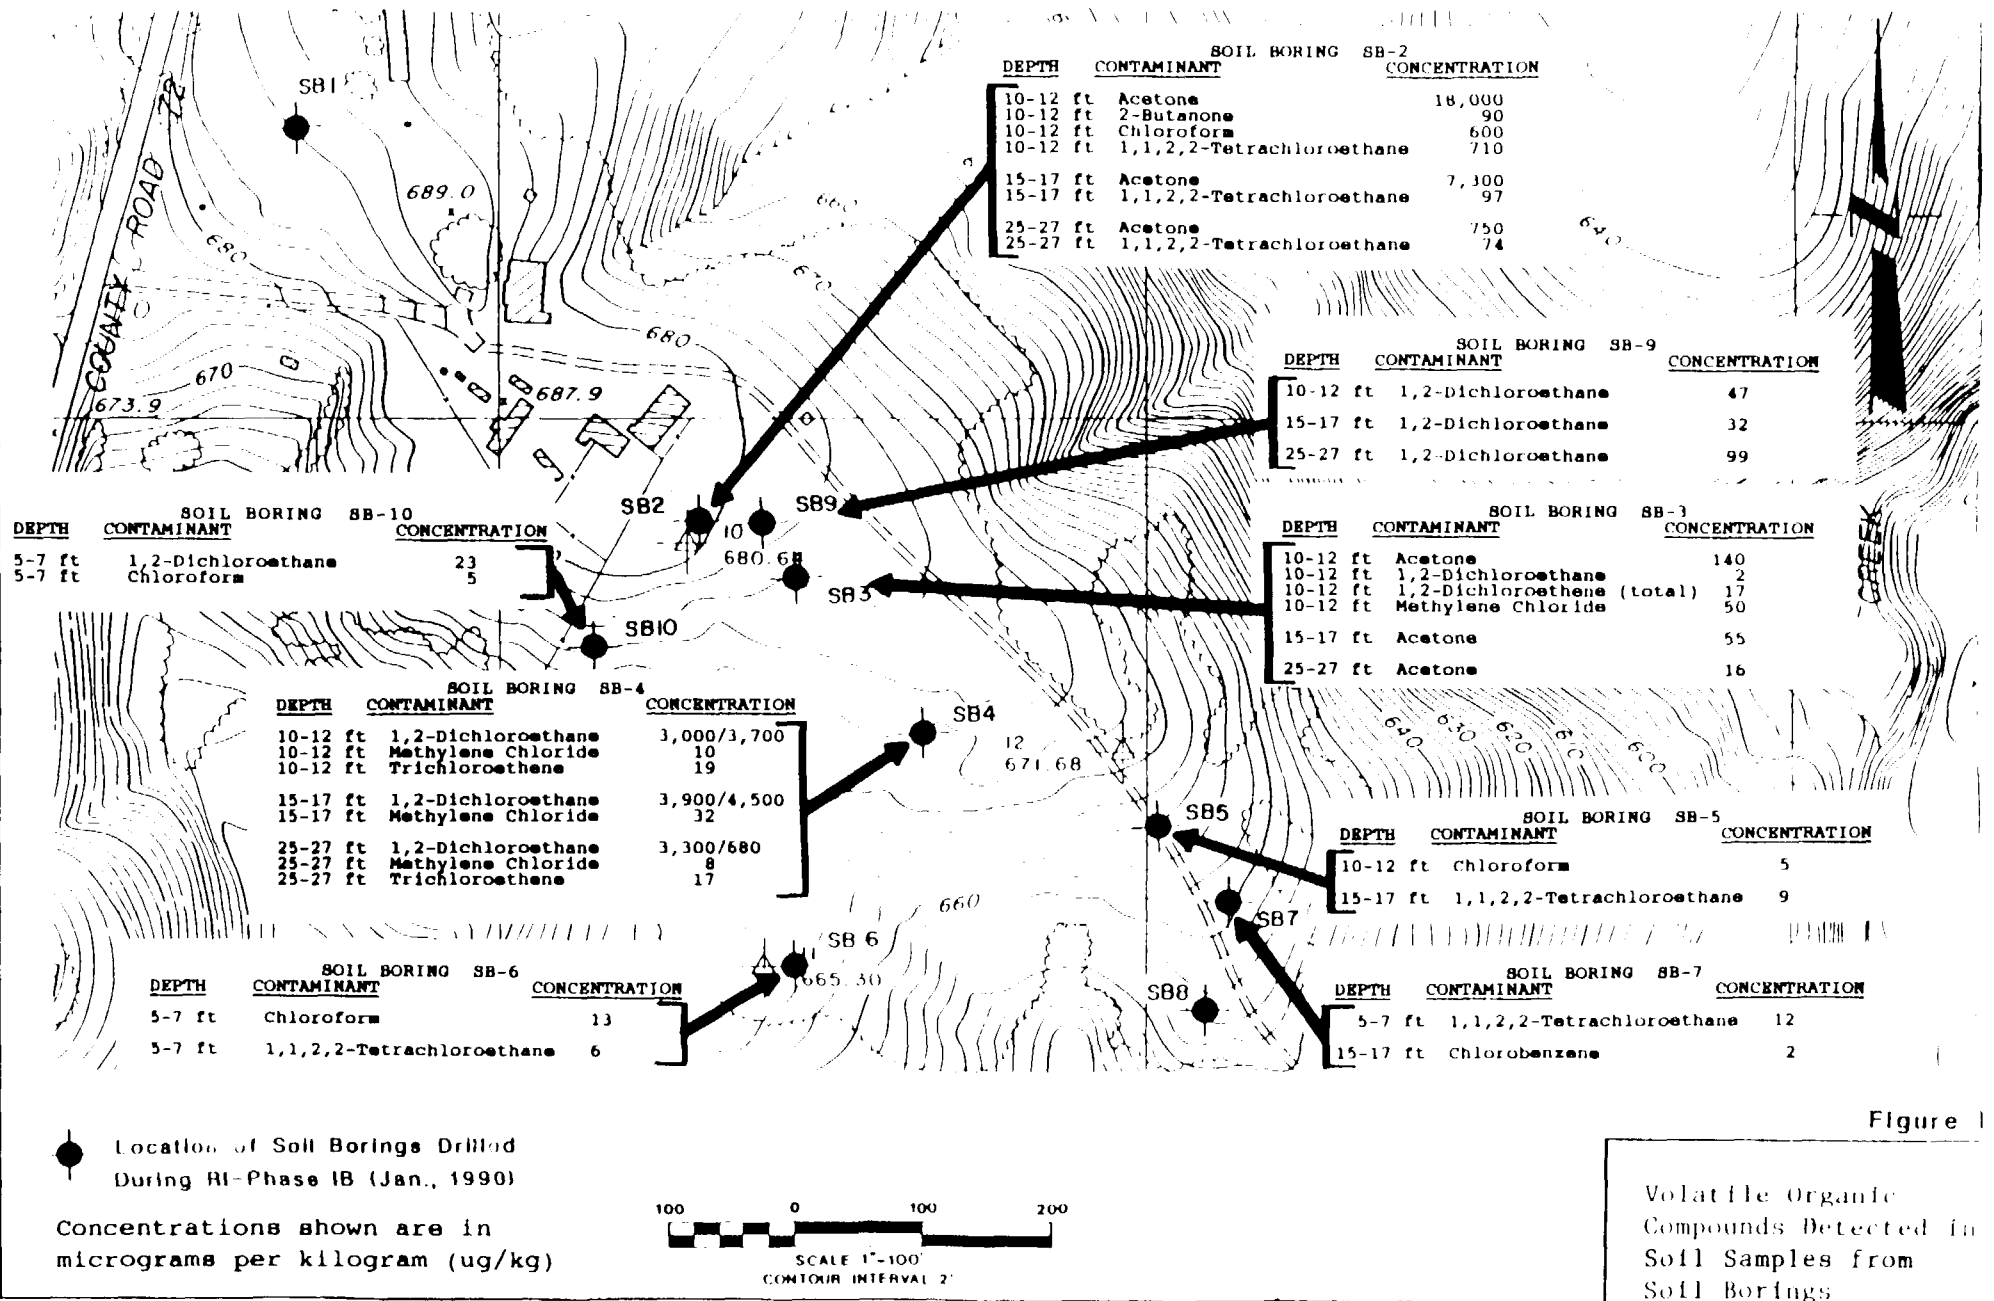 SB1
COUNTY ROAD 22
689.0
680
673.9
670
687.9
680
670
660
640
SOIL BORING SB-2
DEPTH CONTAMINANT CONCENTRATION
10-12 ft Acetone 18,000
10-12 ft 2-Butanone 90
10-12 ft Chloroform 600
10-12 ft 1,1,2,2-Tetrachloroethane 710
15-17 ft Acetone 7,300
15-17 ft 1,1,2,2-Tetrachloroethane 97
25-27 ft Acetone 750
25-27 ft 1,1,2,2-Tetrachloroethane 74
SOIL BORING SB-9
DEPTH CONTAMINANT CONCENTRATION
10-12 ft 1,2-Dichloroethane 47
15-17 ft 1,2-Dichloroethane 32
25-27 ft 1,2-Dichloroethane 99
SB2
SB9
10
680.68
SB3
SOIL BORING SB-10
DEPTH CONTAMINANT CONCENTRATION
5-7 ft 1,2-Dichloroethane 23
5-7 ft Chloroform 5
SB10
SOIL BORING SB-3
DEPTH CONTAMINANT CONCENTRATION
10-12 ft Acetone 140
10-12 ft 1,2-Dichloroethane 2
10-12 ft 1,2-Dichloroethene (total) 17
10-12 ft Methylene Chloride 50
15-17 ft Acetone 55
25-27 ft Acetone 16
CREEK
SOIL BORING SB-4
DEPTH CONTAMINANT CONCENTRATION
10-12 ft 1,2-Dichloroethane 3,000/3,700
10-12 ft Methylene Chloride 10
10-12 ft Trichloroethene 19
15-17 ft 1,2-Dichloroethane 3,900/4,500
15-17 ft Methylene Chloride 32
25-27 ft 1,2-Dichloroethane 3,300/680
25-27 ft Methylene Chloride 8
25-27 ft Trichloroethene 17
SB4
12
671.68
640
630
620
610
600
SB5
SOIL BORING SB-5
DEPTH CONTAMINANT CONCENTRATION
10-12 ft Chloroform 5
15-17 ft 1,1,2,2-Tetrachloroethane 9
660
SB7
SB 6
665.30
SB8
SOIL BORING SB-6
DEPTH CONTAMINANT CONCENTRATION
5-7 ft Chloroform 13
5-7 ft 1,1,2,2-Tetrachloroethane 6
SOIL BORING SB-7
DEPTH CONTAMINANT CONCENTRATION
5-7 ft 1,1,2,2-Tetrachloroethane 12
15-17 ft Chlorobenzene 2
Location of Soil Borings Drilled
During RI-Phase IB (Jan., 1990)
Concentrations shown are in
micrograms per kilogram (ug/kg)
100 0 100 200
SCALE 1"-100'
CONTOUR INTERVAL 2'
Figure 1
Volatile Organic
Compounds Detected in
Soil Samples from
Soil Borings